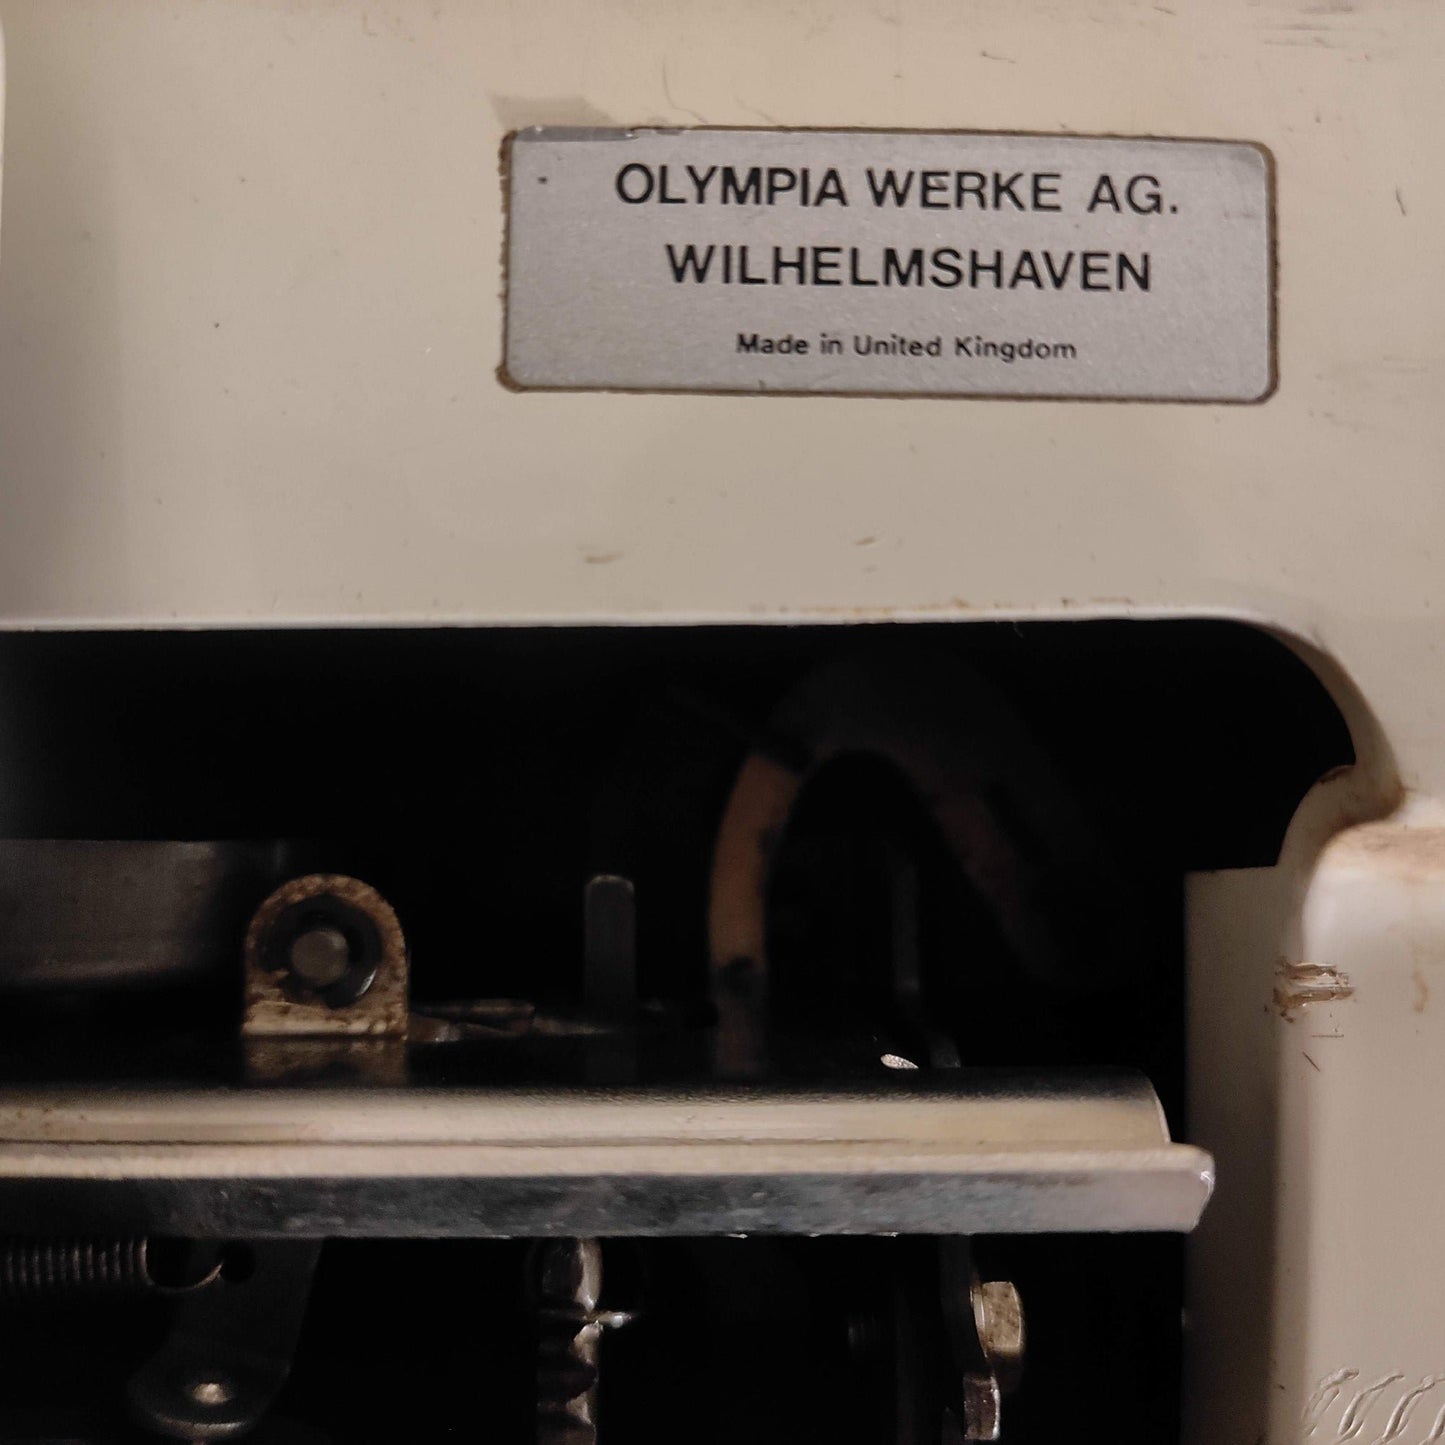 OLYMPIA WERKE AG.
WILHELMSHAVEN
Made in United Kingdom